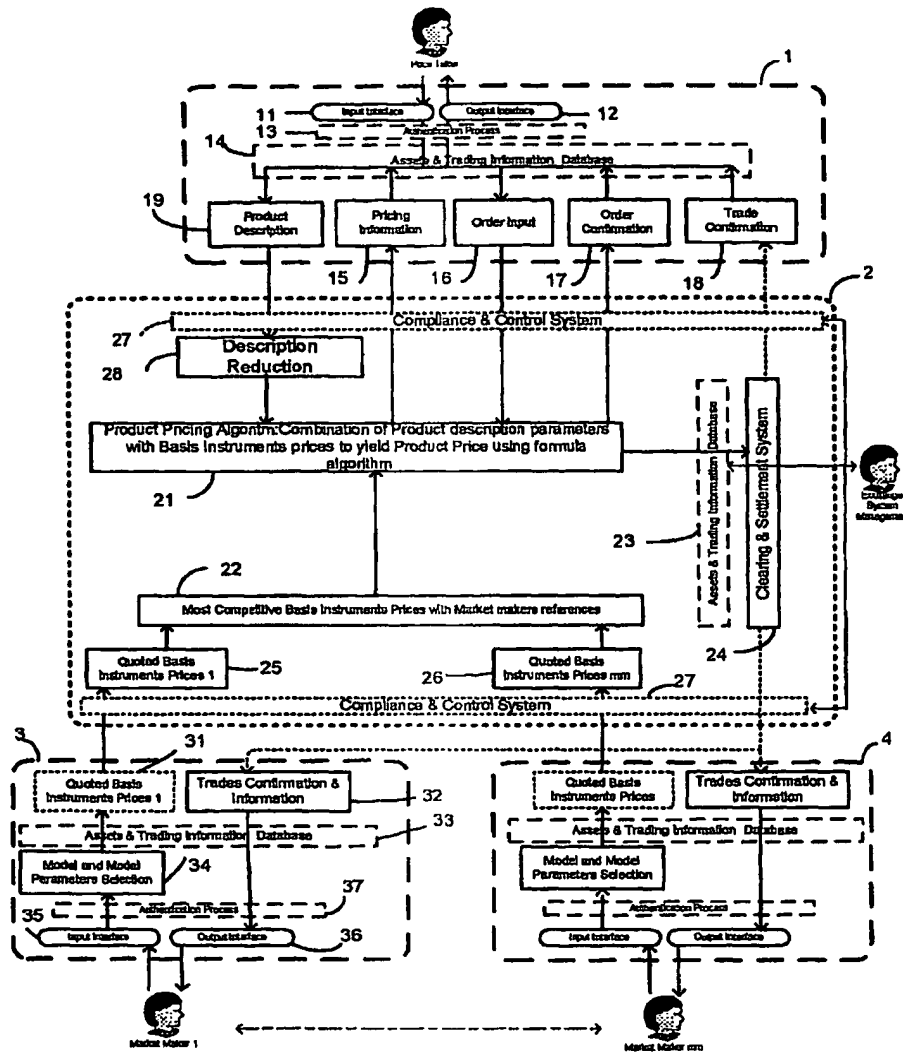 Price Taker
1
11
Input Interface
Output Interface
12
13
Authentication Process
14
Assets & Trading Information Database
19
Product
Description
Pricing
Information
Order Input
Order
Confirmation
Trade
Confirmation
15
16
17
18
2
27
Compliance & Control System
28
Description
Reduction
Product Pricing Algoritm:Combination of Product description parameters
with Basis Instruments prices to yield Product Price using formula
algorithm
21
Assets & Trading Information Database
23
Clearing & Settlement System
24
System
22
Most Competitive Basis Instruments Prices with Market makers references
Quoted Basis
Instruments Prices 1
25
26
Quoted Basis
Instruments Prices mm
27
Compliance & Control System
3
31
4
Quoted Basis
Instruments Prices 1
Trades Confirmation &
Information
32
Quoted Basis
Instruments Prices
Trades Confirmation &
Information
Assets & Trading Information Database
33
Assets & Trading Information Database
Model and Model
Parameters Selection
34
Model and Model
Parameters Selection
37
Authentication Process
Authentication Process
35
Input Interface
Output Interface
36
Input Interface
Output Interface
Market Maker 1
Market Maker mm